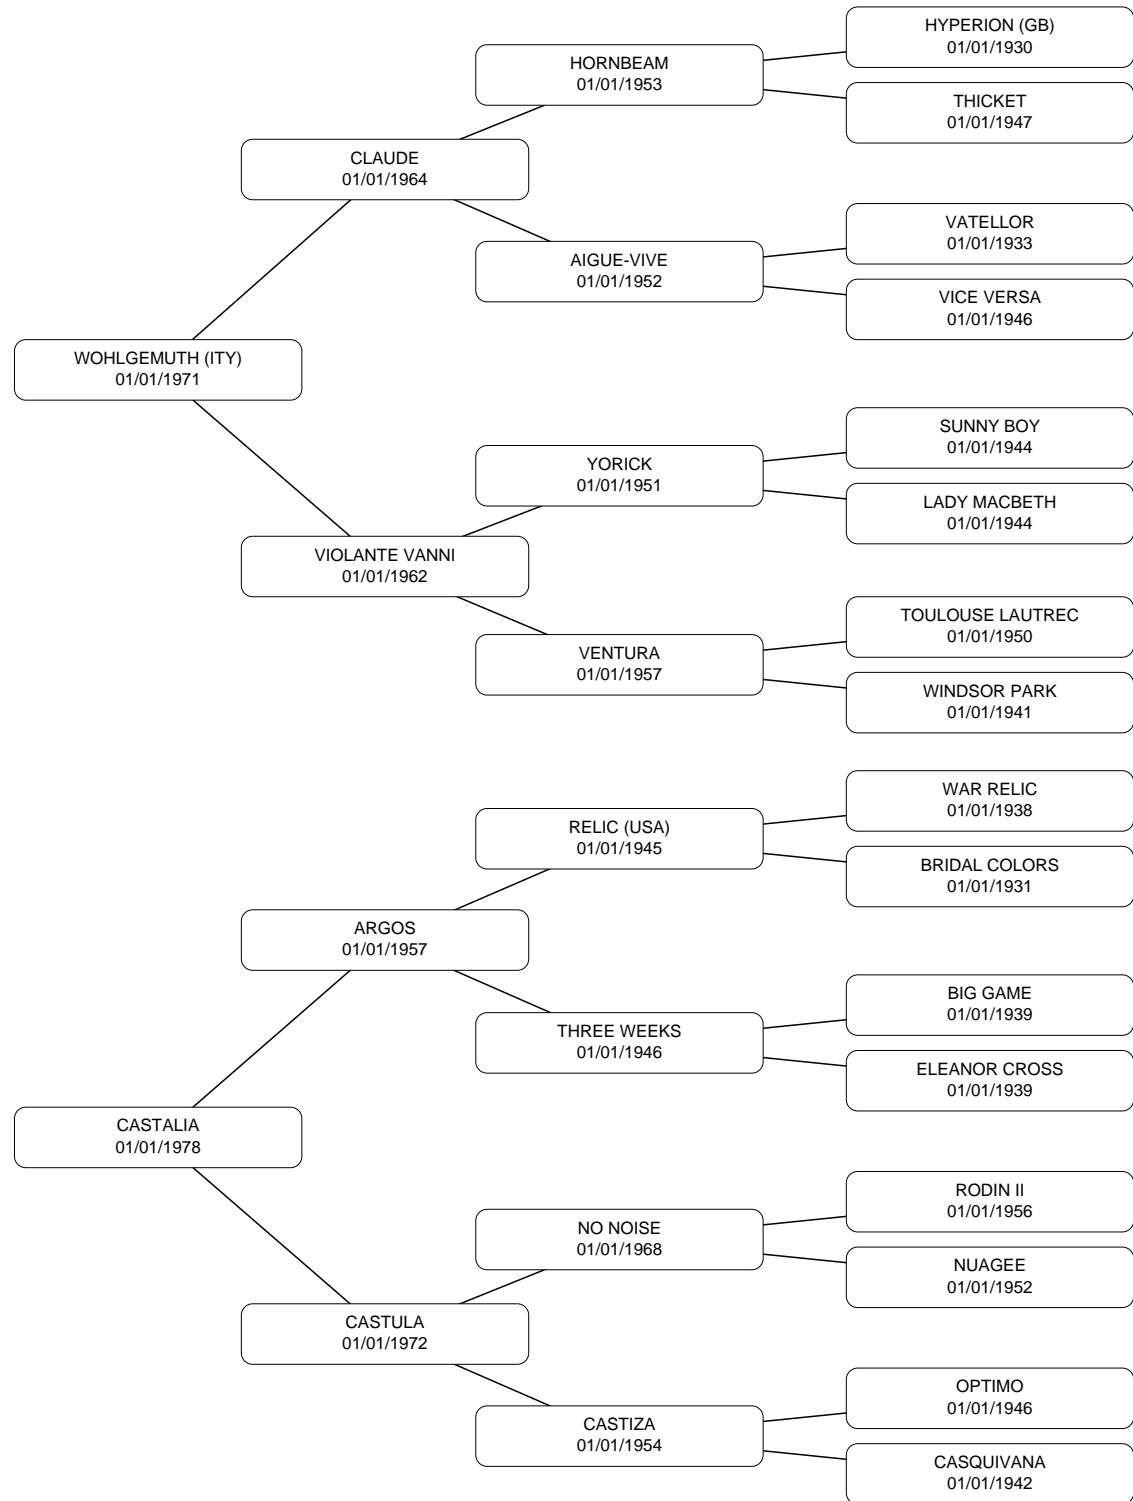 HYPERION (GB)
01/01/1930
HORNBEAM
01/01/1953
THICKET
01/01/1947
CLAUDE
01/01/1964
VATELLOR
01/01/1933
AIGUE-VIVE
01/01/1952
VICE VERSA
01/01/1946
WOHLGEMUTH (ITY)
01/01/1971
SUNNY BOY
01/01/1944
YORICK
01/01/1951
LADY MACBETH
01/01/1944
VIOLANTE VANNI
01/01/1962
TOULOUSE LAUTREC
01/01/1950
VENTURA
01/01/1957
WINDSOR PARK
01/01/1941
WAR RELIC
01/01/1938
RELIC (USA)
01/01/1945
BRIDAL COLORS
01/01/1931
ARGOS
01/01/1957
BIG GAME
01/01/1939
THREE WEEKS
01/01/1946
ELEANOR CROSS
01/01/1939
CASTALIA
01/01/1978
RODIN II
01/01/1956
NO NOISE
01/01/1968
NUAGEE
01/01/1952
CASTULA
01/01/1972
OPTIMO
01/01/1946
CASTIZA
01/01/1954
CASQUIVANA
01/01/1942